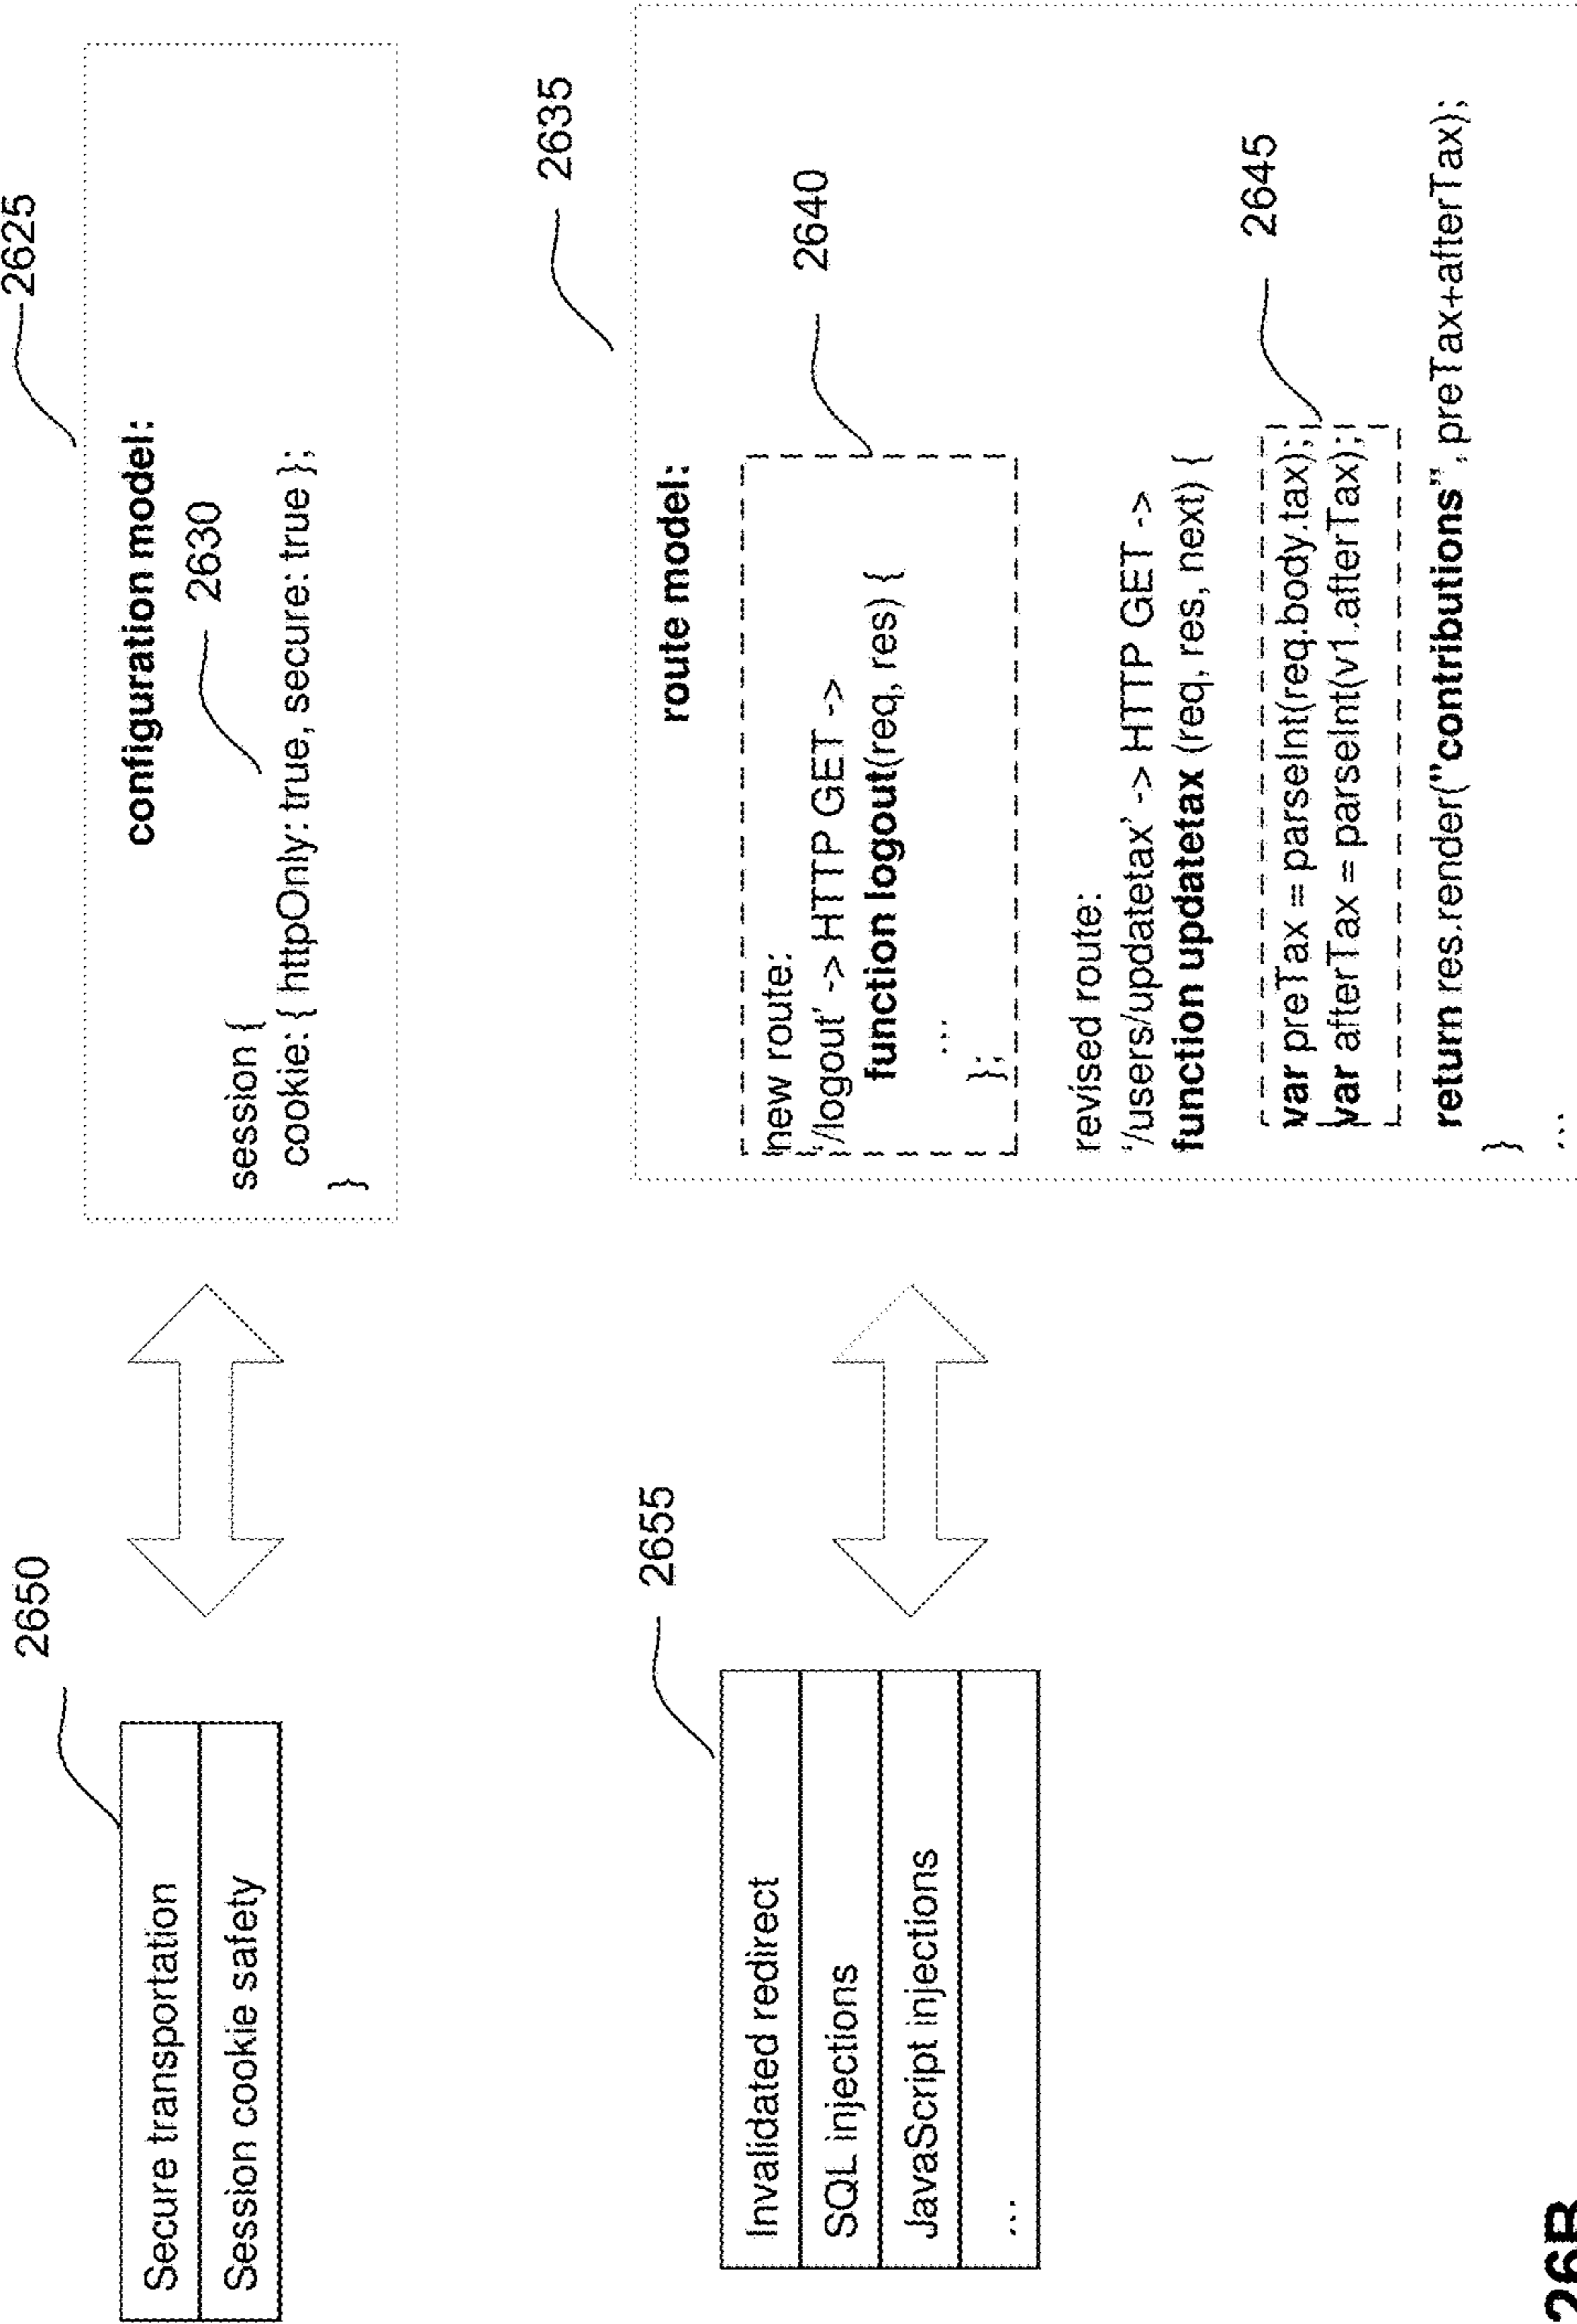 2650
Secure transportation
Session cookie safety
2625
configuration model:
2630
session {
cookie: { httpOnly: true, secure: true };
}
2655
Invalidated redirect
SQL injections
JavaScript injections
...
2635
route model:
2640
new route:
'/logout' -> HTTP GET ->
function logout(req, res) {
...
};
revised route:
'/users/updatetax' -> HTTP GET ->
function updatetax (req, res, next) {
2645
var preTax = parseInt(req.body.tax);
var afterTax = parseInt(v1.afterTax);
return res.render("contributions", preTax+afterTax);
}
...
26B